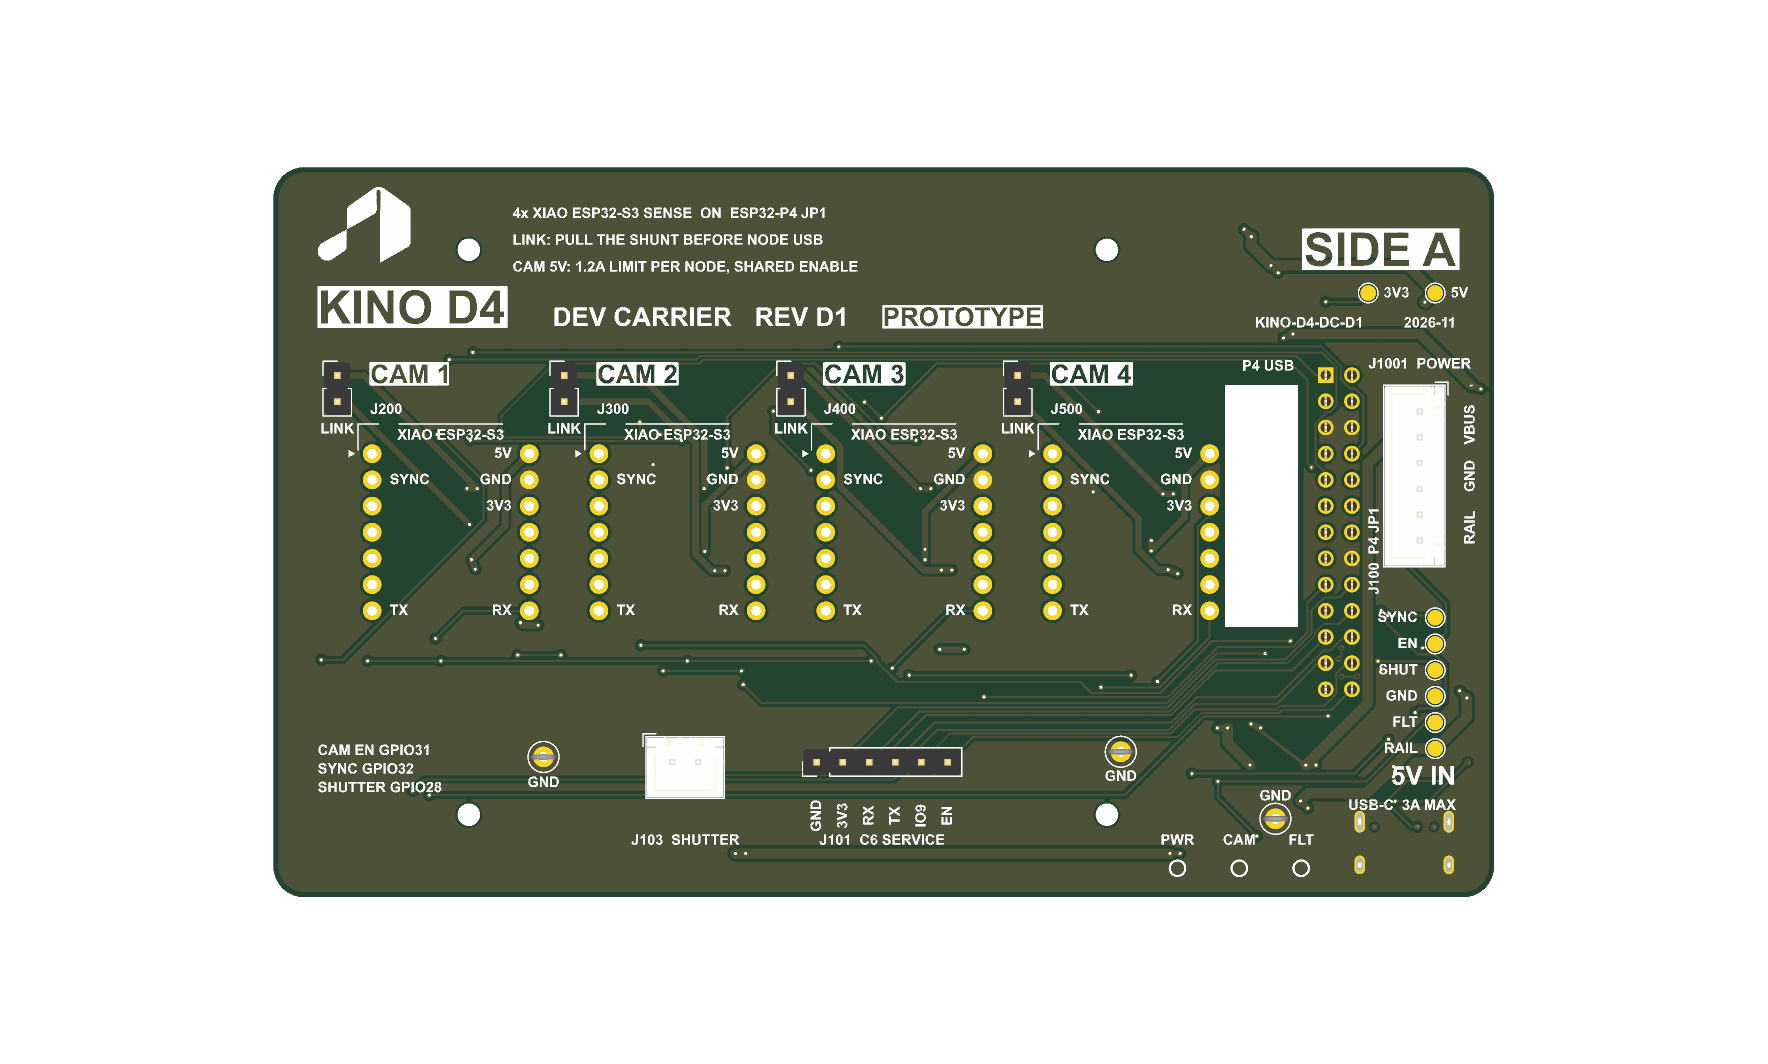 4x XIAO ESP32-S3 SENSE ON ESP32-P4 JP1
LINK: PULL THE SHUNT BEFORE NODE USB
CAM 5V: 1.2A LIMIT PER NODE, SHARED ENABLE
SIDE A
3V3 5V
KINO D4
DEV CARRIER REV D1 PROTOTYPE
KINO-D4-DC-D1 2026-11
P4 USB
J1001 POWER
CAM 1
J200
LINK
XIAO ESP32-S3
5V
SYNC GND
3V3
TX RX
CAM 2
J300
LINK
XIAO ESP32-S3
5V
SYNC GND
3V3
TX RX
CAM 3
J400
LINK
XIAO ESP32-S3
5V
SYNC GND
3V3
TX RX
CAM 4
J500
LINK
XIAO ESP32-S3
5V
SYNC GND
3V3
TX RX
J100 P4 JP1
RAIL GND VBUS
SYNC
EN
SHUT
GND
FLT
RAIL
5V IN
USB-C 3A MAX
CAM EN GPIO31
SYNC GPIO32
SHUTTER GPIO28
GND
J103 SHUTTER
GND
3V3
RX
TX
IO9
EN
J101 C6 SERVICE
GND
GND
PWR CAM FLT